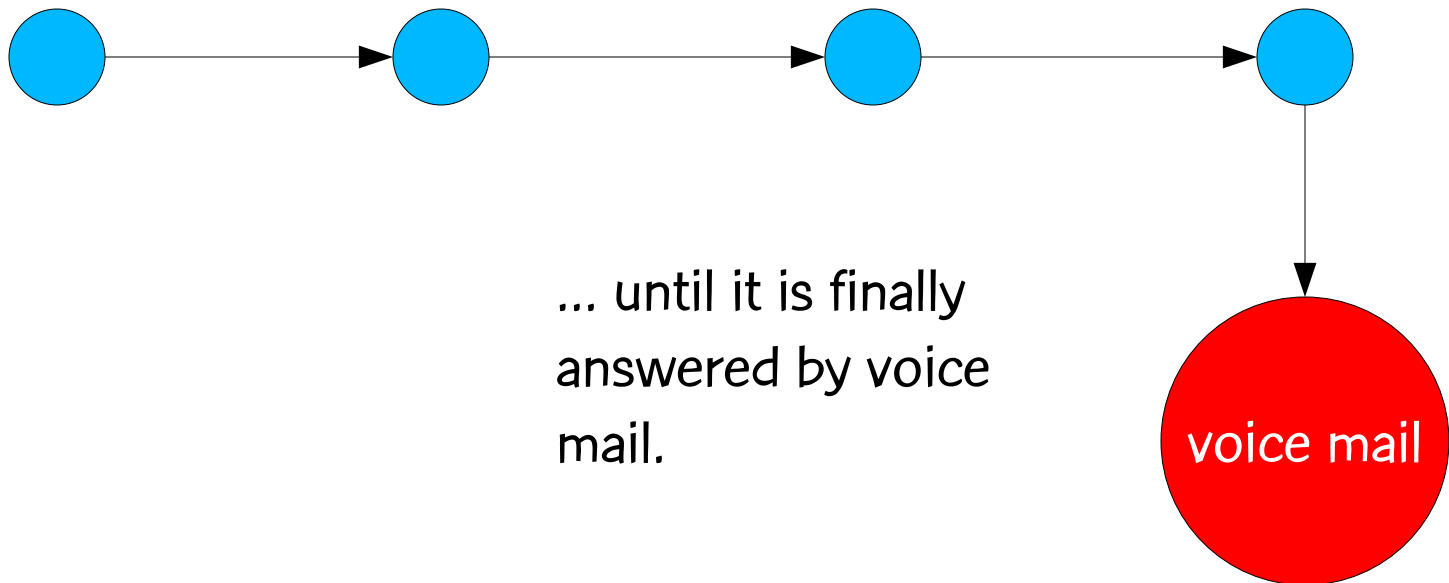 ... until it is finally
answered by voice
mail.
voice mail